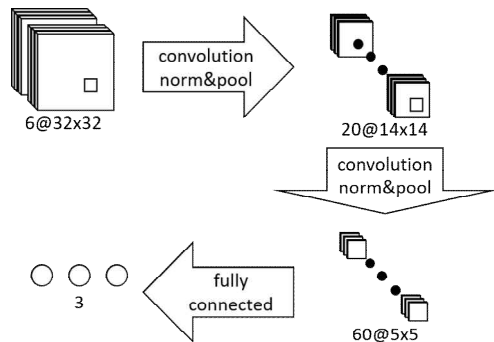 convolution
norm&pool
6@32x32
20@14x14
convolution
norm&pool
fully
connected
3
60@5x5